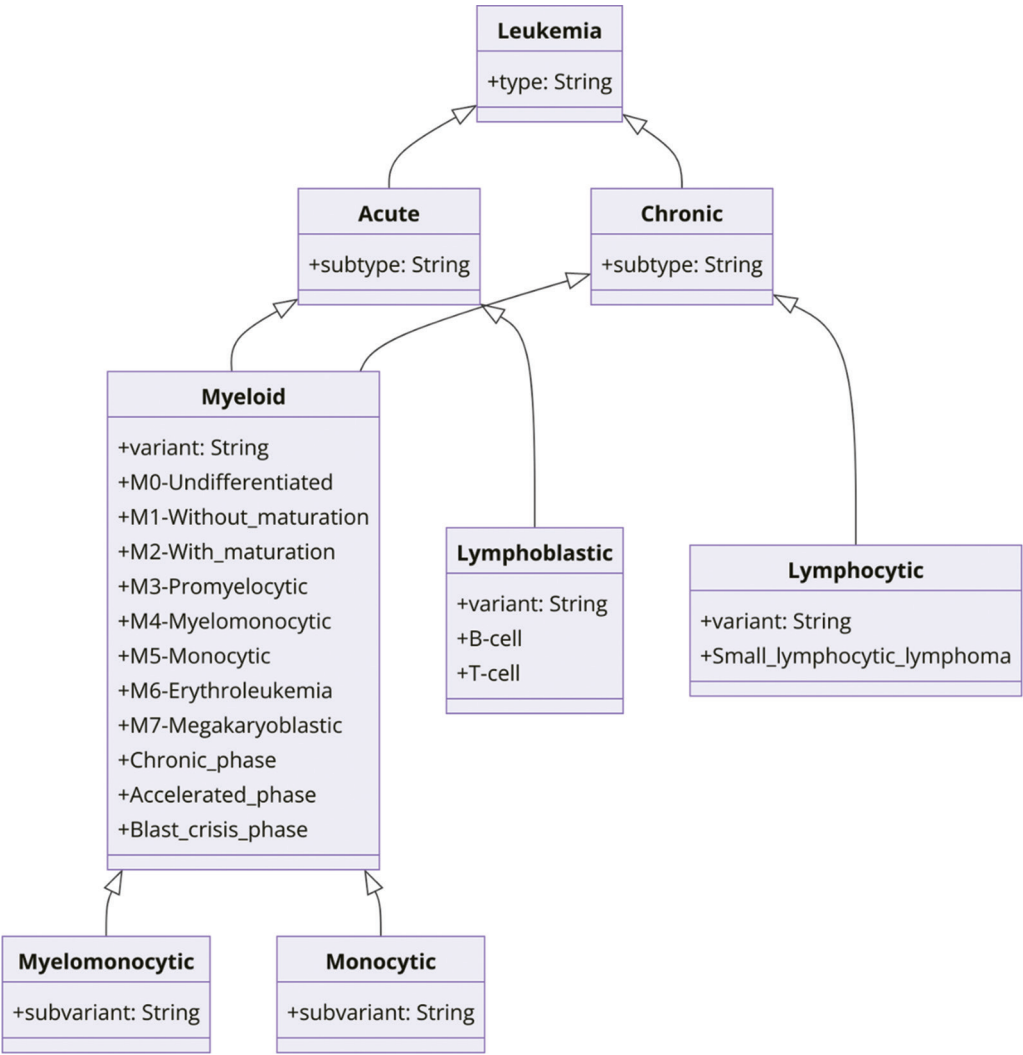 Leukemia
+type: String
Acute
+subtype: String
Chronic
+subtype: String
Myeloid
+variant: String
+M0-Undifferentiated
+M1-Without_maturation
+M2-With_maturation
+M3-Promyelocytic
+M4-Myelomonocytic
+M5-Monocytic
+M6-Erythroleukemia
+M7-Megakaryoblastic
+Chronic_phase
+Accelerated_phase
+Blast_crisis_phase
Lymphoblastic
+variant: String
+B-cell
+T-cell
Lymphocytic
+variant: String
+Small_lymphocytic_lymphoma
Myelomonocytic
+subvariant: String
Monocytic
+subvariant: String